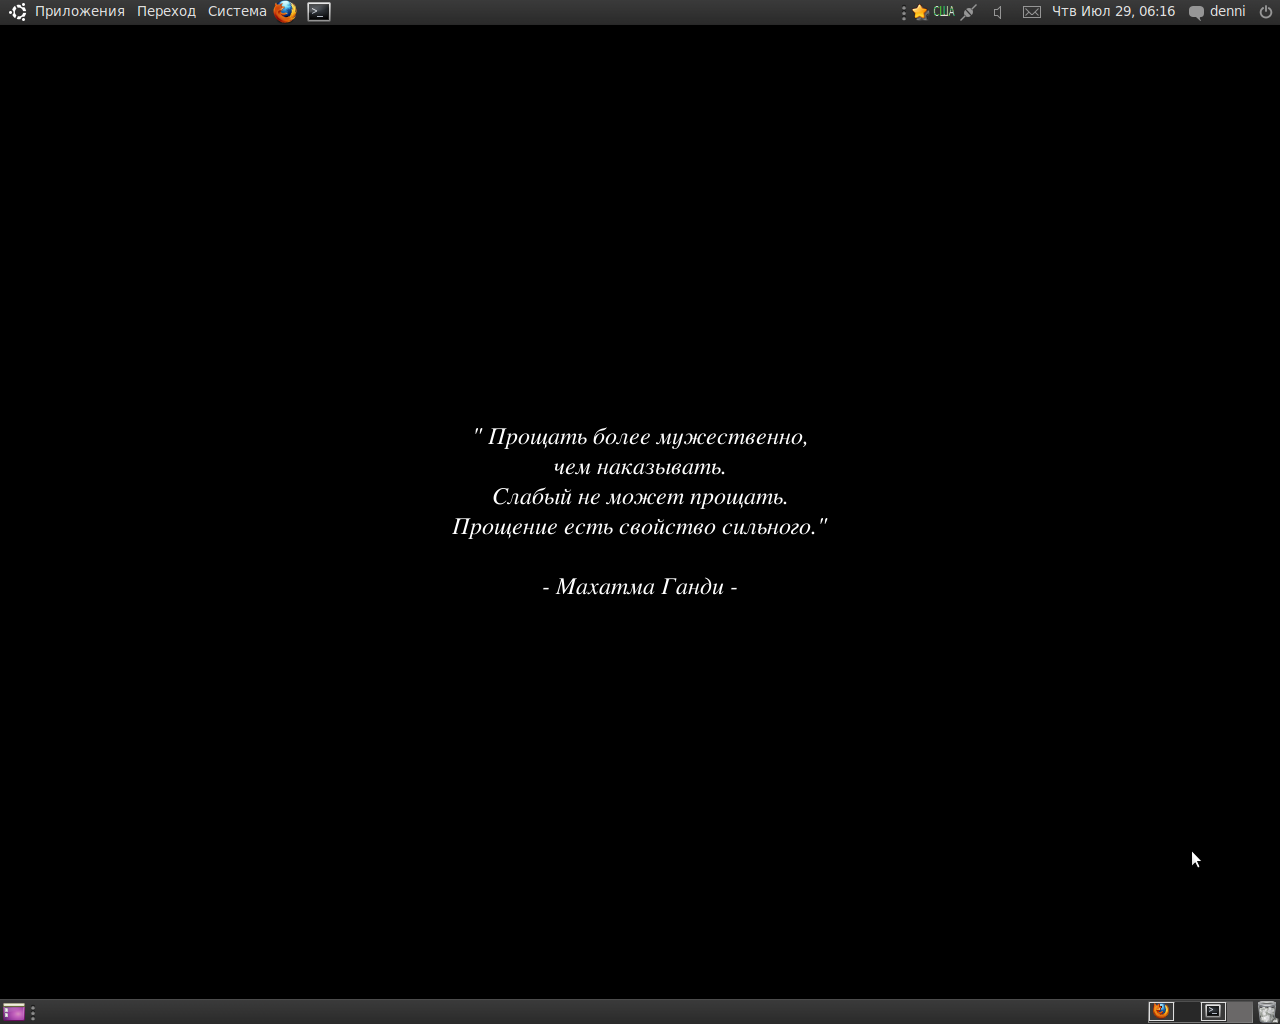 Приложения Переход Система
США Чтв Июл 29, 06:16 denni
" Прощать более мужественно,
чем наказывать.
Слабый не может прощать.
Прощение есть свойство сильного."
- Махатма Ганди -